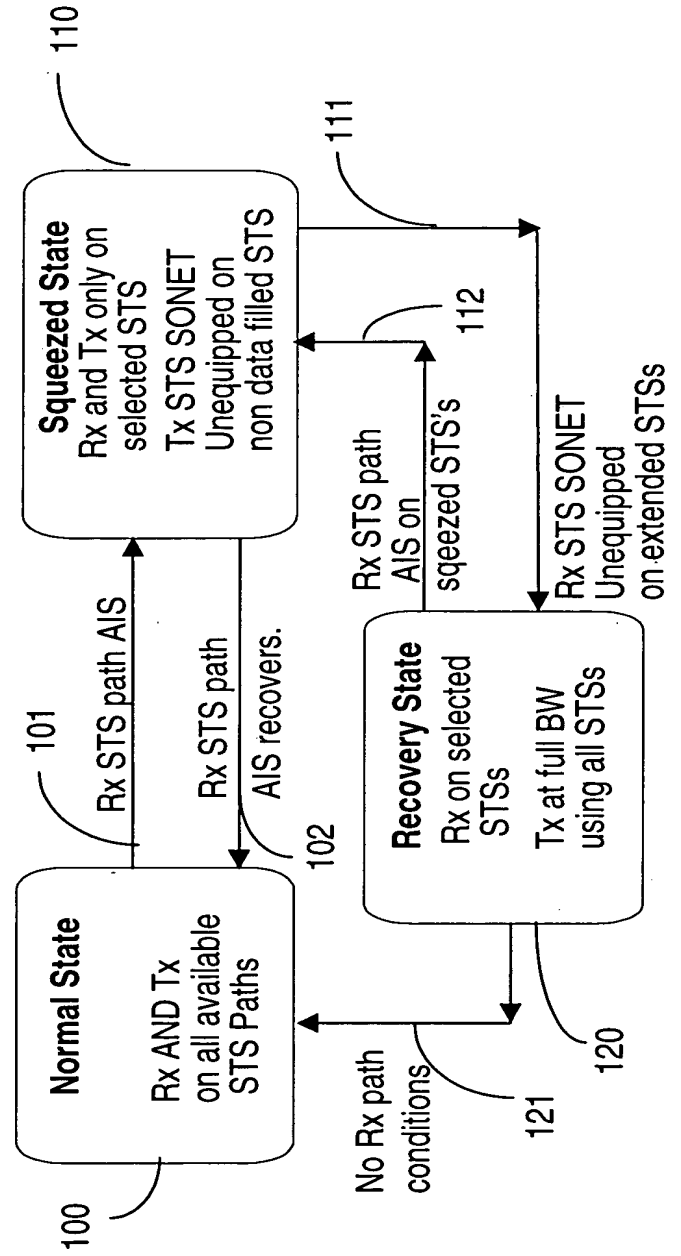 100
Normal State
Rx AND Tx
on all available
STS Paths
101
Rx STS path AIS
Rx STS path
AIS recovers.
102
110
Squeezed State
Rx and Tx only on
selected STS
Tx STS SONET
Unequipped on
non data filled STS
111
112
Rx STS path
AIS on
sqeezed STS's
Rx STS SONET
Unequipped
on extended STSs
Recovery State
Rx on selected
STSs
Tx at full BW
using all STSs
120
No Rx path
conditions
121